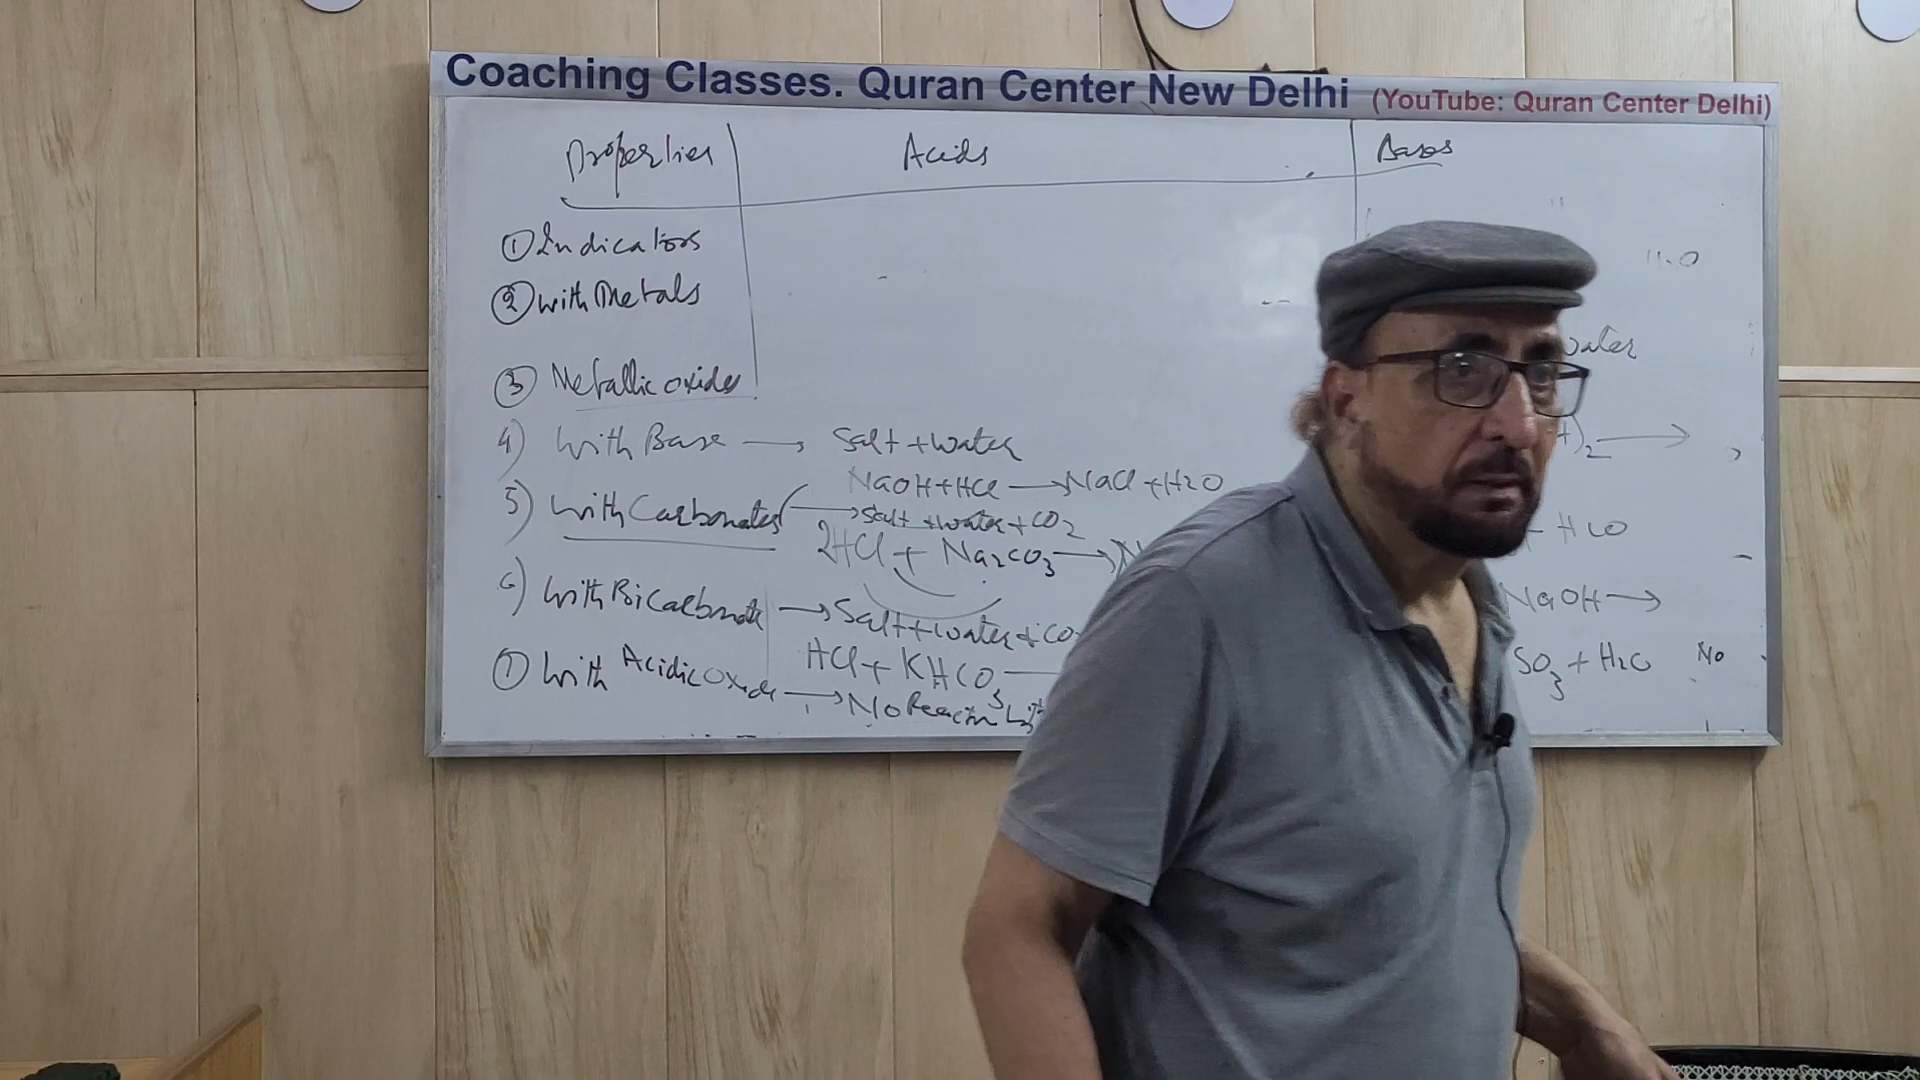 Coaching Classes. Quran Center New Delhi (YouTube: Quran Center Delhi)
Properties Acids Bases
① Indicators
② with Metals
water
③ Metallic oxides
4) with Base → Salt + water
NaOH + HCl → NaCl + H2O
5) with Carbonates → Salt + water + CO2
2HCl + Na2CO3 →
6) with Bicarbonate → Salt + water + CO
NaOH →
HCl + KHCO3
SO3 + H2O No
⑦ with Acidic Oxide → No Reaction